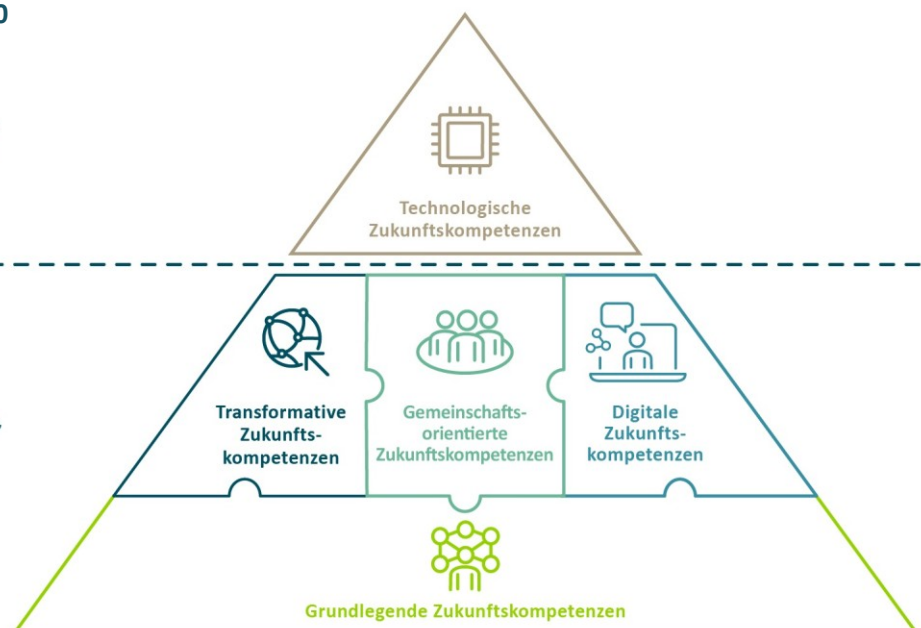 Technologische
Zukunftskompetenzen
Transformative
Zukunfts-
kompetenzen
Gemeinschafts-
orientierte
Zukunftskompetenzen
Digitale
Zukunfts-
kompetenzen
Grundlegende Zukunftskompetenzen